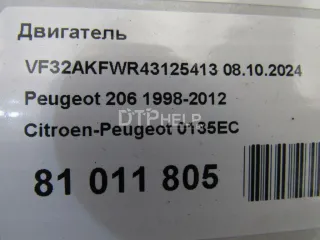 Двигатель
VF32AKFWR43125413 08.10.2024
Peugeot 206 1998-2012
DTPHELP
Citroen-Peugeot 0135EC
81 011 805